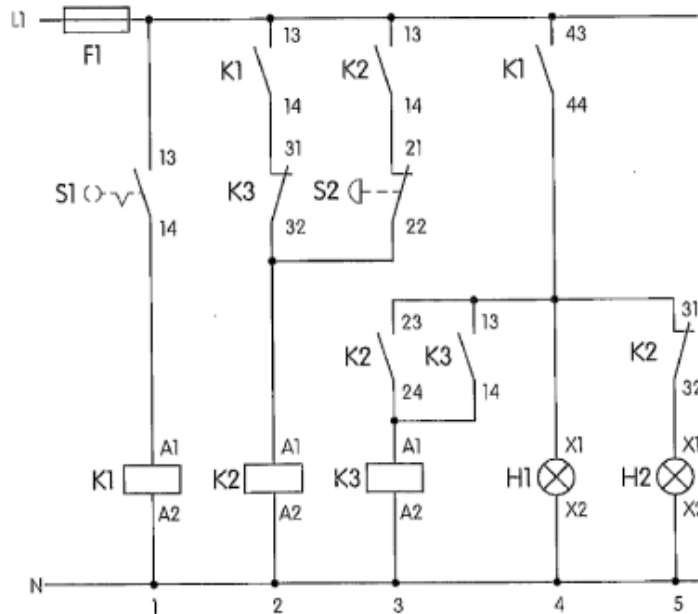 L1
F1
13 13 43
K1 K2 K1
14 14 44
13 31 21
S1 K3 S2
14 32 22
23 13 31
K2 K3 K2
24 14 32
A1 A1 A1 X1 X1
K1 K2 K3 H1 H2
A2 A2 A2 X2 X2
N
1 2 3 4 5